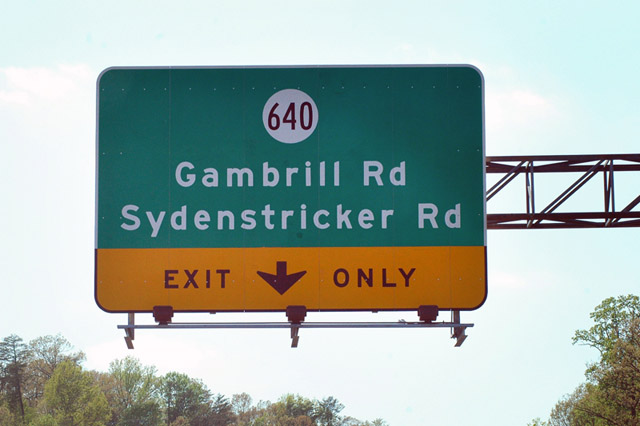 640
Gambrill Rd
Sydenstricker Rd
EXIT ONLY